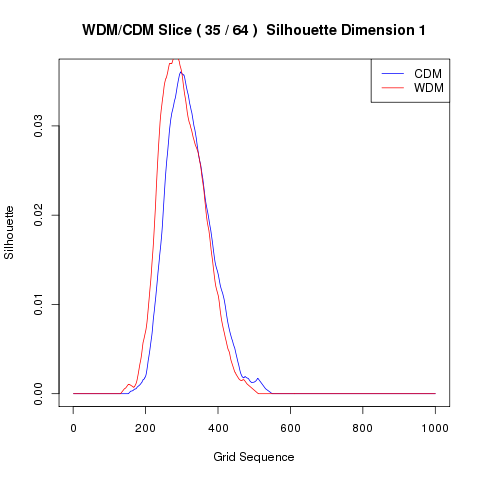 WDM/CDM Slice ( 35 / 64 )  Silhouette Dimension 1
CDM
WDM
Silhouette
0.03
0.02
0.01
0.00
0 200 400 600 800 1000
Grid Sequence